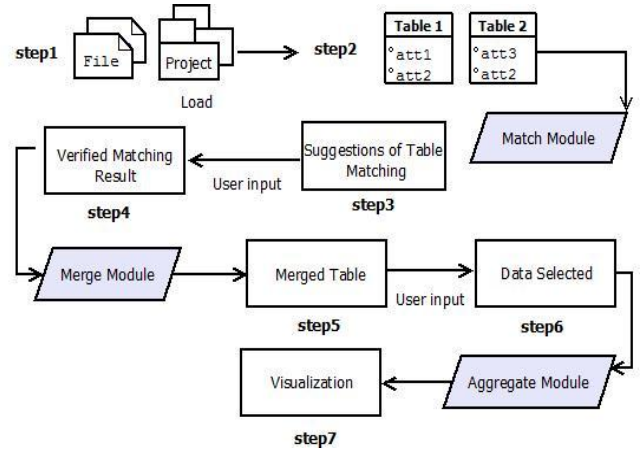 step1
File
Project
Load
step2
Table 1
°att1
°att2
Table 2
°att3
°att2
Match Module
Suggestions of Table
Matching
step3
User input
Verified Matching
Result
step4
Merge Module
Merged Table
step5
User input
Data Selected
step6
Aggregate Module
Visualization
step7